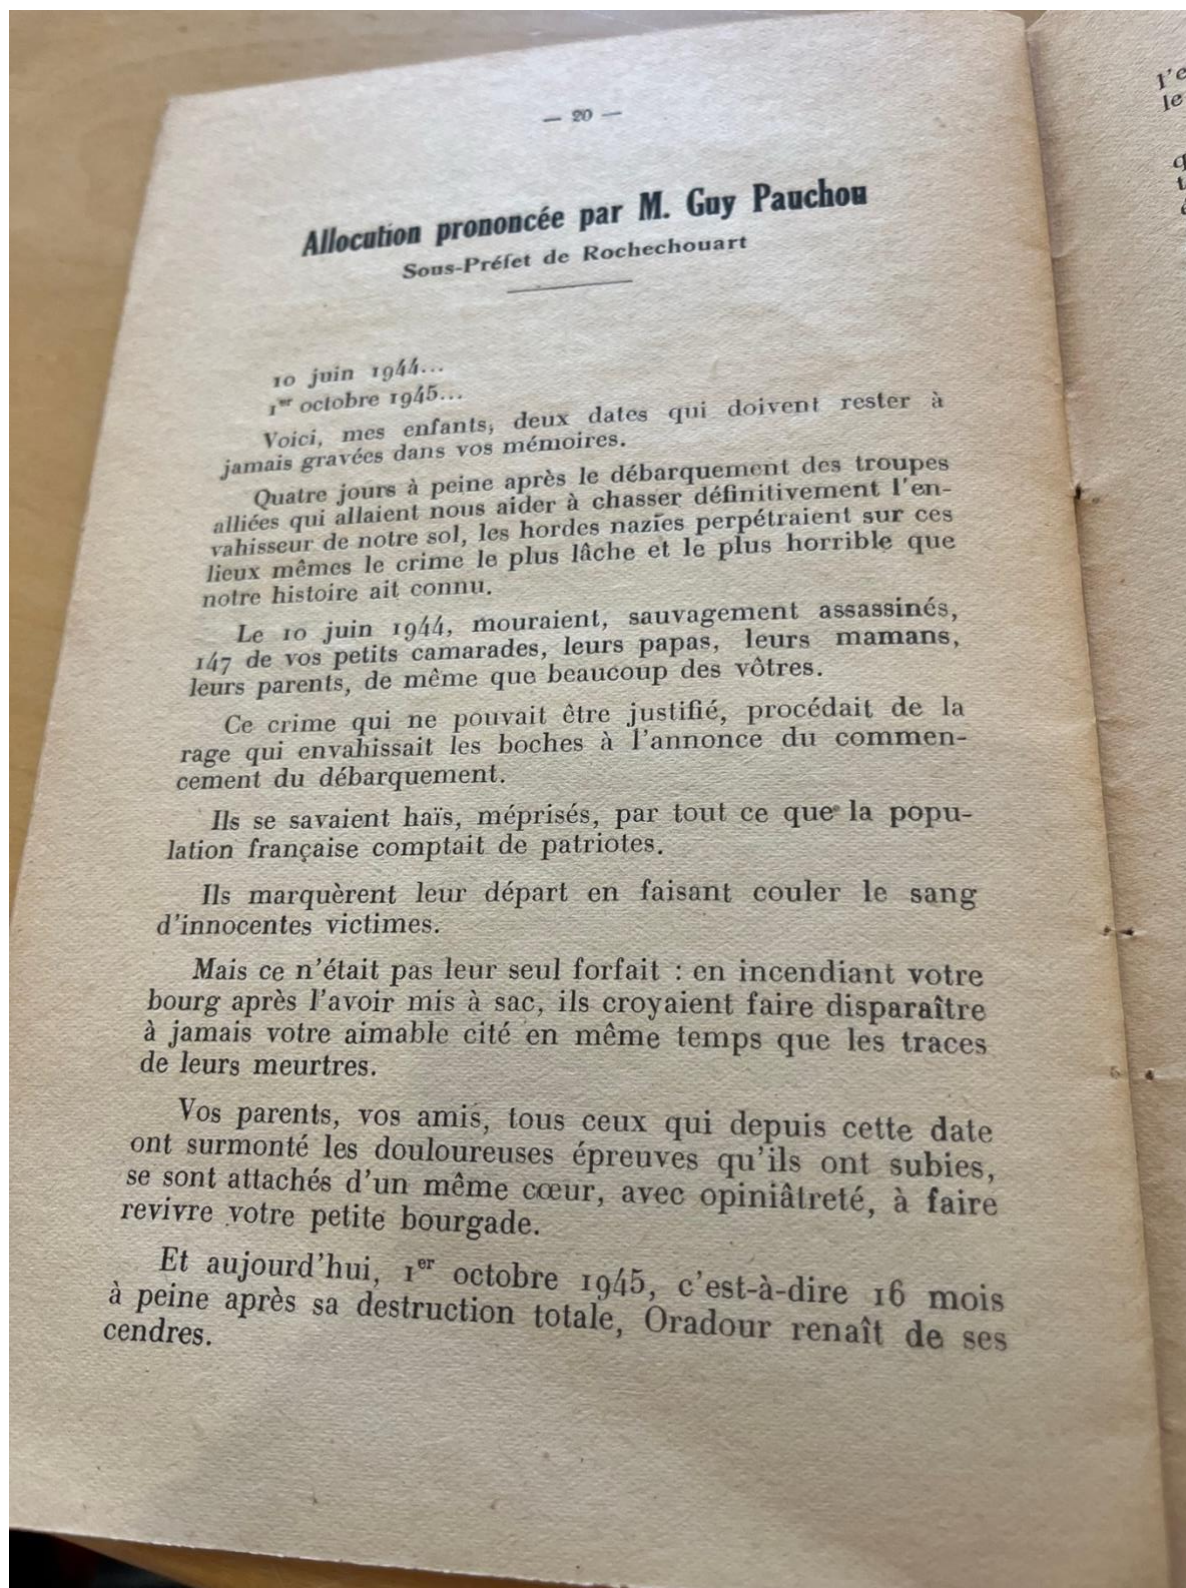 — 20 —
Allocution prononcée par M. Guy Pauchou
Sous-Préfet de Rochechouart
10 juin 1944...
1er octobre 1945...
Voici, mes enfants, deux dates qui doivent rester à
jamais gravées dans vos mémoires.
Quatre jours à peine après le débarquement des troupes
alliées qui allaient nous aider à chasser définitivement l'en-
vahisseur de notre sol, les hordes nazies perpétraient sur ces
lieux mêmes le crime le plus lâche et le plus horrible que
notre histoire ait connu.
Le 10 juin 1944, mouraient, sauvagement assassinés,
147 de vos petits camarades, leurs papas, leurs mamans,
leurs parents, de même que beaucoup des vôtres.
Ce crime qui ne pouvait être justifié, procédait de la
rage qui envahissait les boches à l'annonce du commen-
cement du débarquement.
Ils se savaient haïs, méprisés, par tout ce que la popu-
lation française comptait de patriotes.
Ils marquèrent leur départ en faisant couler le sang
d'innocentes victimes.
Mais ce n'était pas leur seul forfait : en incendiant votre
bourg après l'avoir mis à sac, ils croyaient faire disparaître
à jamais votre aimable cité en même temps que les traces
de leurs meurtres.
Vos parents, vos amis, tous ceux qui depuis cette date
ont surmonté les douloureuses épreuves qu'ils ont subies,
se sont attachés d'un même cœur, avec opiniâtreté, à faire
revivre votre petite bourgade.
Et aujourd'hui, 1er octobre 1945, c'est-à-dire 16 mois
à peine après sa destruction totale, Oradour renaît de ses
cendres.
le